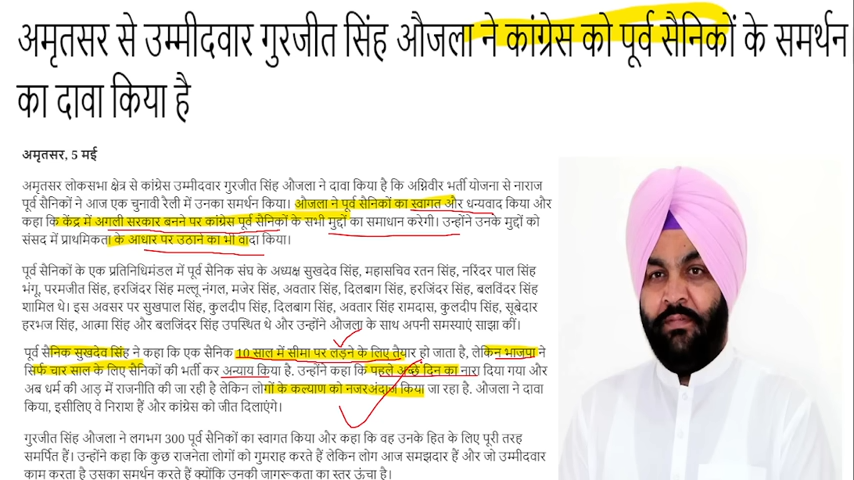 अमृतसर से उम्मीदवार गुरजीत सिंह औजला ने कांग्रेस को पूर्व सैनिकों के समर्थन
का दावा किया है
अमृतसर, 5 मई
अमृतसर लोकसभा क्षेत्र से कांग्रेस उम्मीदवार गुरजीत सिंह औजला ने दावा किया है कि अग्निवीर भर्ती योजना से नाराज
पूर्व सैनिकों ने आज एक चुनावी रैली में उनका समर्थन किया। औजला ने पूर्व सैनिकों का स्वागत और धन्यवाद किया और
कहा कि केंद्र में अगली सरकार बनने पर कांग्रेस पूर्व सैनिकों के सभी मुद्दों का समाधान करेगी। उन्होंने उनके मुद्दों को
संसद में प्राथमिकता के आधार पर उठाने का भी वादा किया।
पूर्व सैनिकों के एक प्रतिनिधिमंडल में पूर्व सैनिक संघ के अध्यक्ष सुखदेव सिंह, महासचिव रतन सिंह, नरिंदर पाल सिंह
भंगू, परमजीत सिंह, हरजिंदर सिंह मल्लू नंगल, मजेर सिंह, अवतार सिंह, दिलबाग सिंह, हरजिंदर सिंह, बलविंदर सिंह
शामिल थे। इस अवसर पर सुखपाल सिंह, कुलदीप सिंह, दिलबाग सिंह, अवतार सिंह रामदास, कुलदीप सिंह, सूबेदार
हरभज सिंह, आत्मा सिंह और बलजिंदर सिंह उपस्थित थे और उन्होंने औजला के साथ अपनी समस्याएं साझा कीं।
पूर्व सैनिक सुखदेव सिंह ने कहा कि एक सैनिक 10 साल में सीमा पर लड़ने के लिए तैयार हो जाता है, लेकिन भाजपा ने
सिर्फ चार साल के लिए सैनिकों की भर्ती कर अन्याय किया है. उन्होंने कहा कि पहले अच्छे दिन का नारा दिया गया और
अब धर्म की आड़ में राजनीति की जा रही है लेकिन लोगों के कल्याण को नजरअंदाज किया जा रहा है. औजला ने दावा
किया, इसीलिए वे निराश हैं और कांग्रेस को जीत दिलाएंगे।
गुरजीत सिंह औजला ने लगभग 300 पूर्व सैनिकों का स्वागत किया और कहा कि वह उनके हित के लिए पूरी तरह
समर्पित हैं। उन्होंने कहा कि कुछ राजनेता लोगों को गुमराह करते हैं लेकिन लोग आज समझदार हैं और जो उम्मीदवार
काम करता है उसका समर्थन करते हैं क्योंकि उनकी जागरूकता का स्तर ऊंचा है।